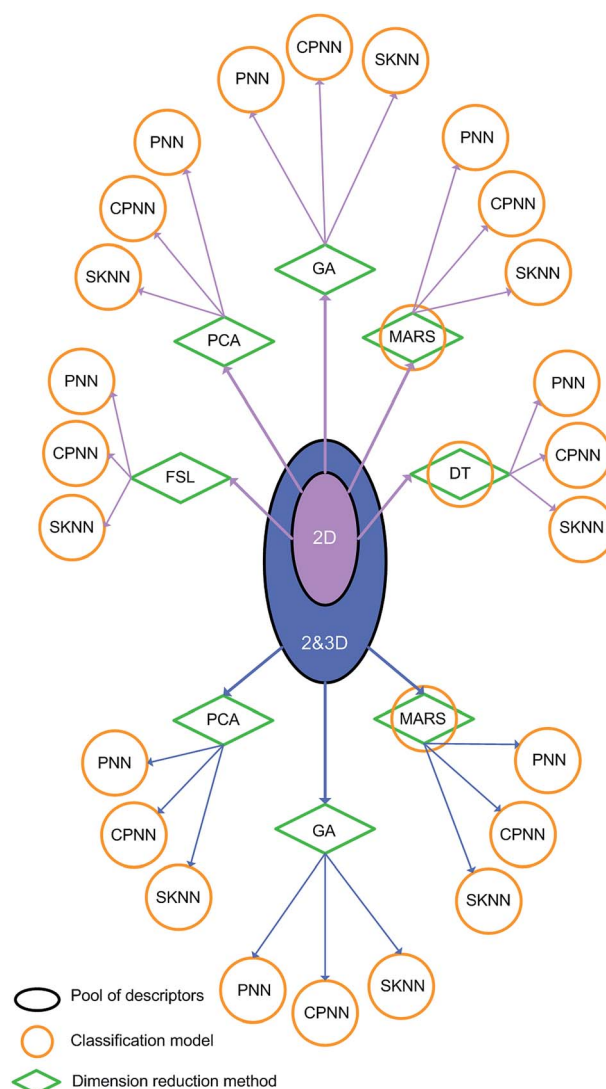 CPNN
SKNN
PNN
PNN
PNN
CPNN
CPNN
GA
SKNN
SKNN
PCA
MARS
PNN
PNN
CPNN
FSL
DT
CPNN
SKNN
SKNN
2D
2&3D
PCA
MARS
PNN
PNN
GA
CPNN
CPNN
SKNN
SKNN
PNN
CPNN
SKNN
Pool of descriptors
Classification model
Dimension reduction method